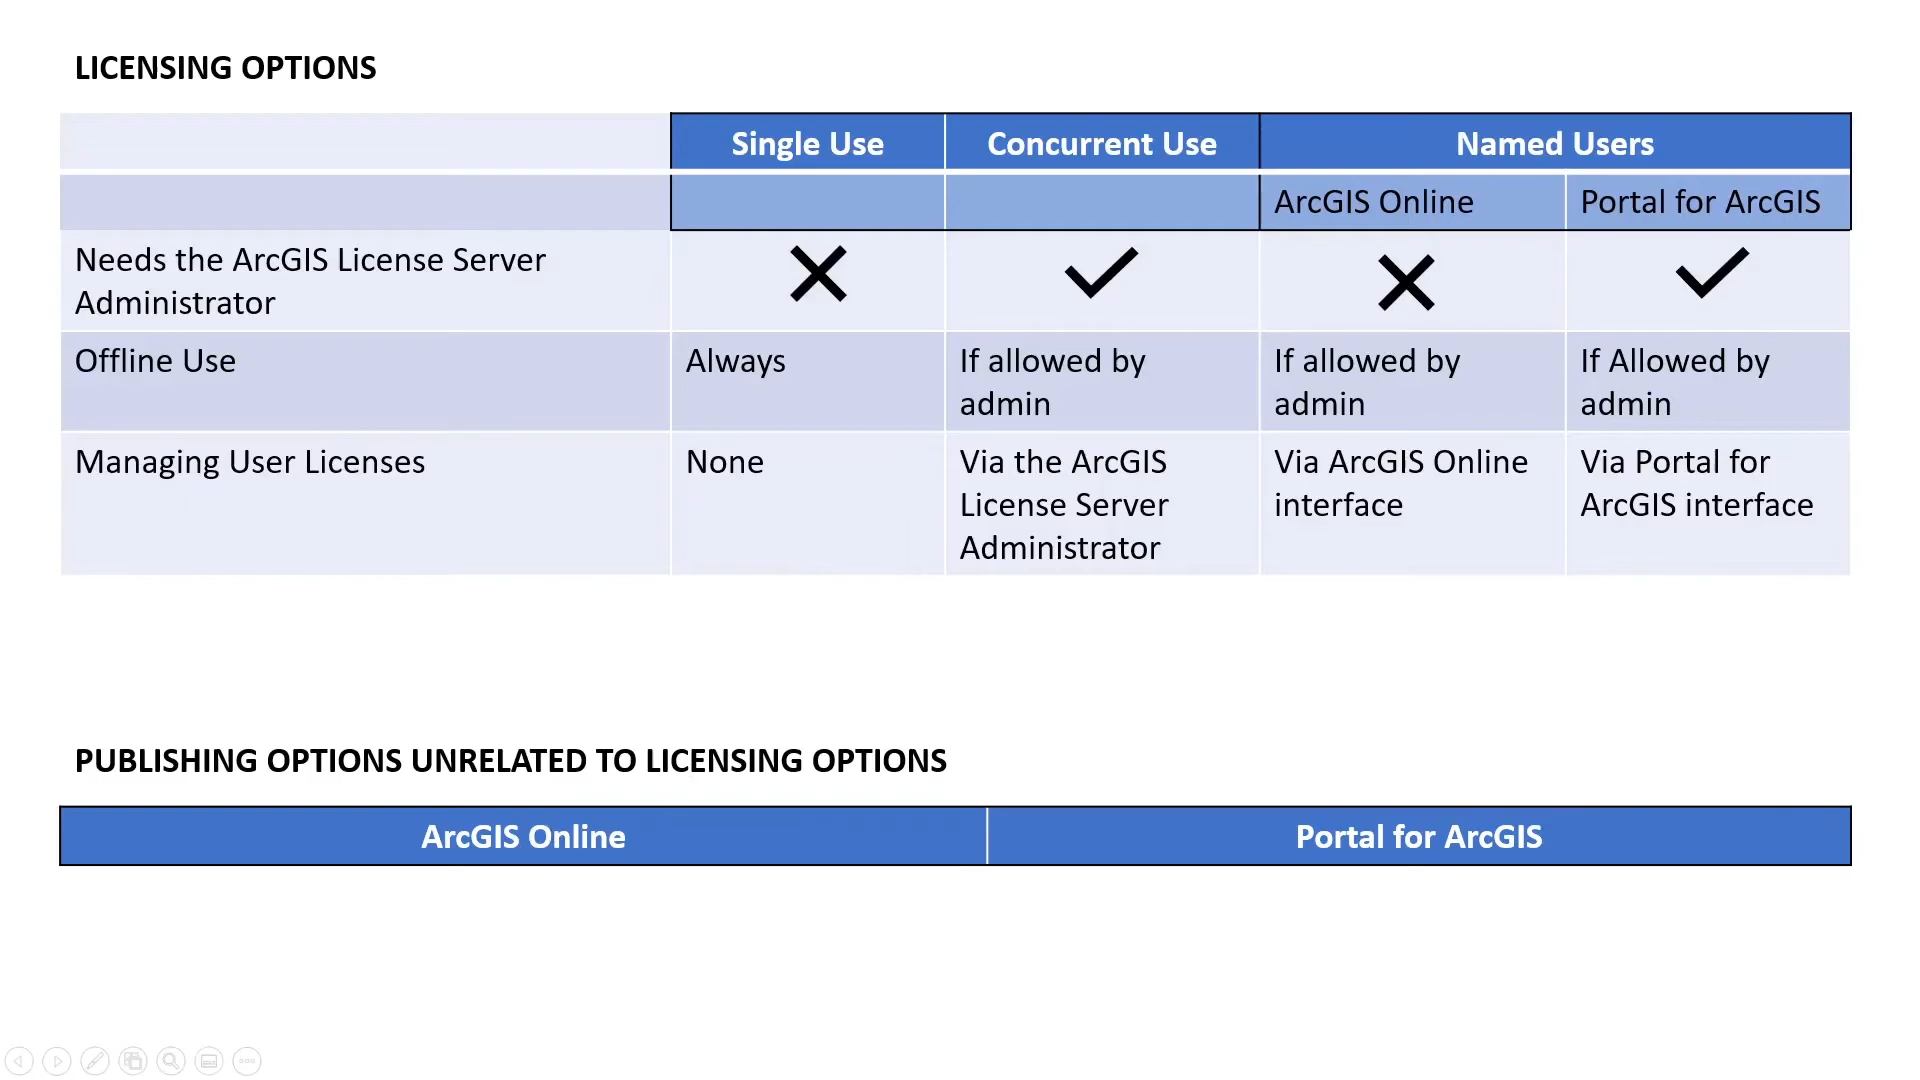 LICENSING OPTIONS
Single Use Concurrent Use Named Users
ArcGIS Online Portal for ArcGIS
Needs the ArcGIS License Server
Administrator
Offline Use
Always
If allowed by
admin
If allowed by
admin
If Allowed by
admin
Managing User Licenses
None
Via the ArcGIS
License Server
Administrator
Via ArcGIS Online
interface
Via Portal for
ArcGIS interface
PUBLISHING OPTIONS UNRELATED TO LICENSING OPTIONS
ArcGIS Online Portal for ArcGIS